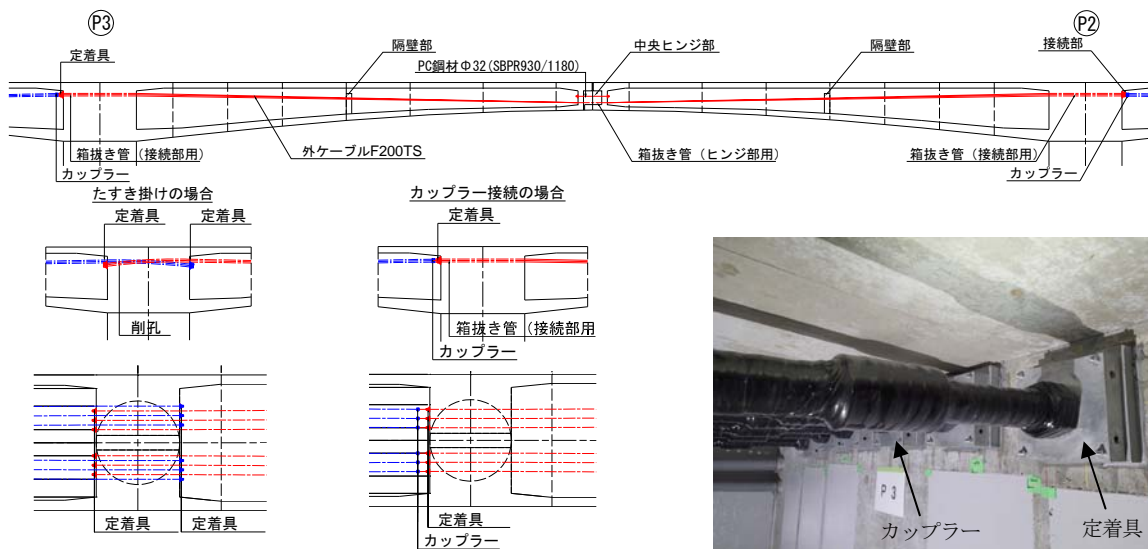 P3
P2
定着具
隔壁部
中央ヒンジ部
隔壁部
接続部
PC鋼材Φ32(SBPR930/1180)
箱抜き管（接続部用）
外ケーブルF200TS
箱抜き管（ヒンジ部用）
箱抜き管（接続部用）
カップラー
カップラー
たすき掛けの場合
カップラー接続の場合
定着具
定着具
定着具
削孔
箱抜き管（接続部用
カップラー
定着具
定着具
定着具
カップラー
P 3
カップラー
定着具